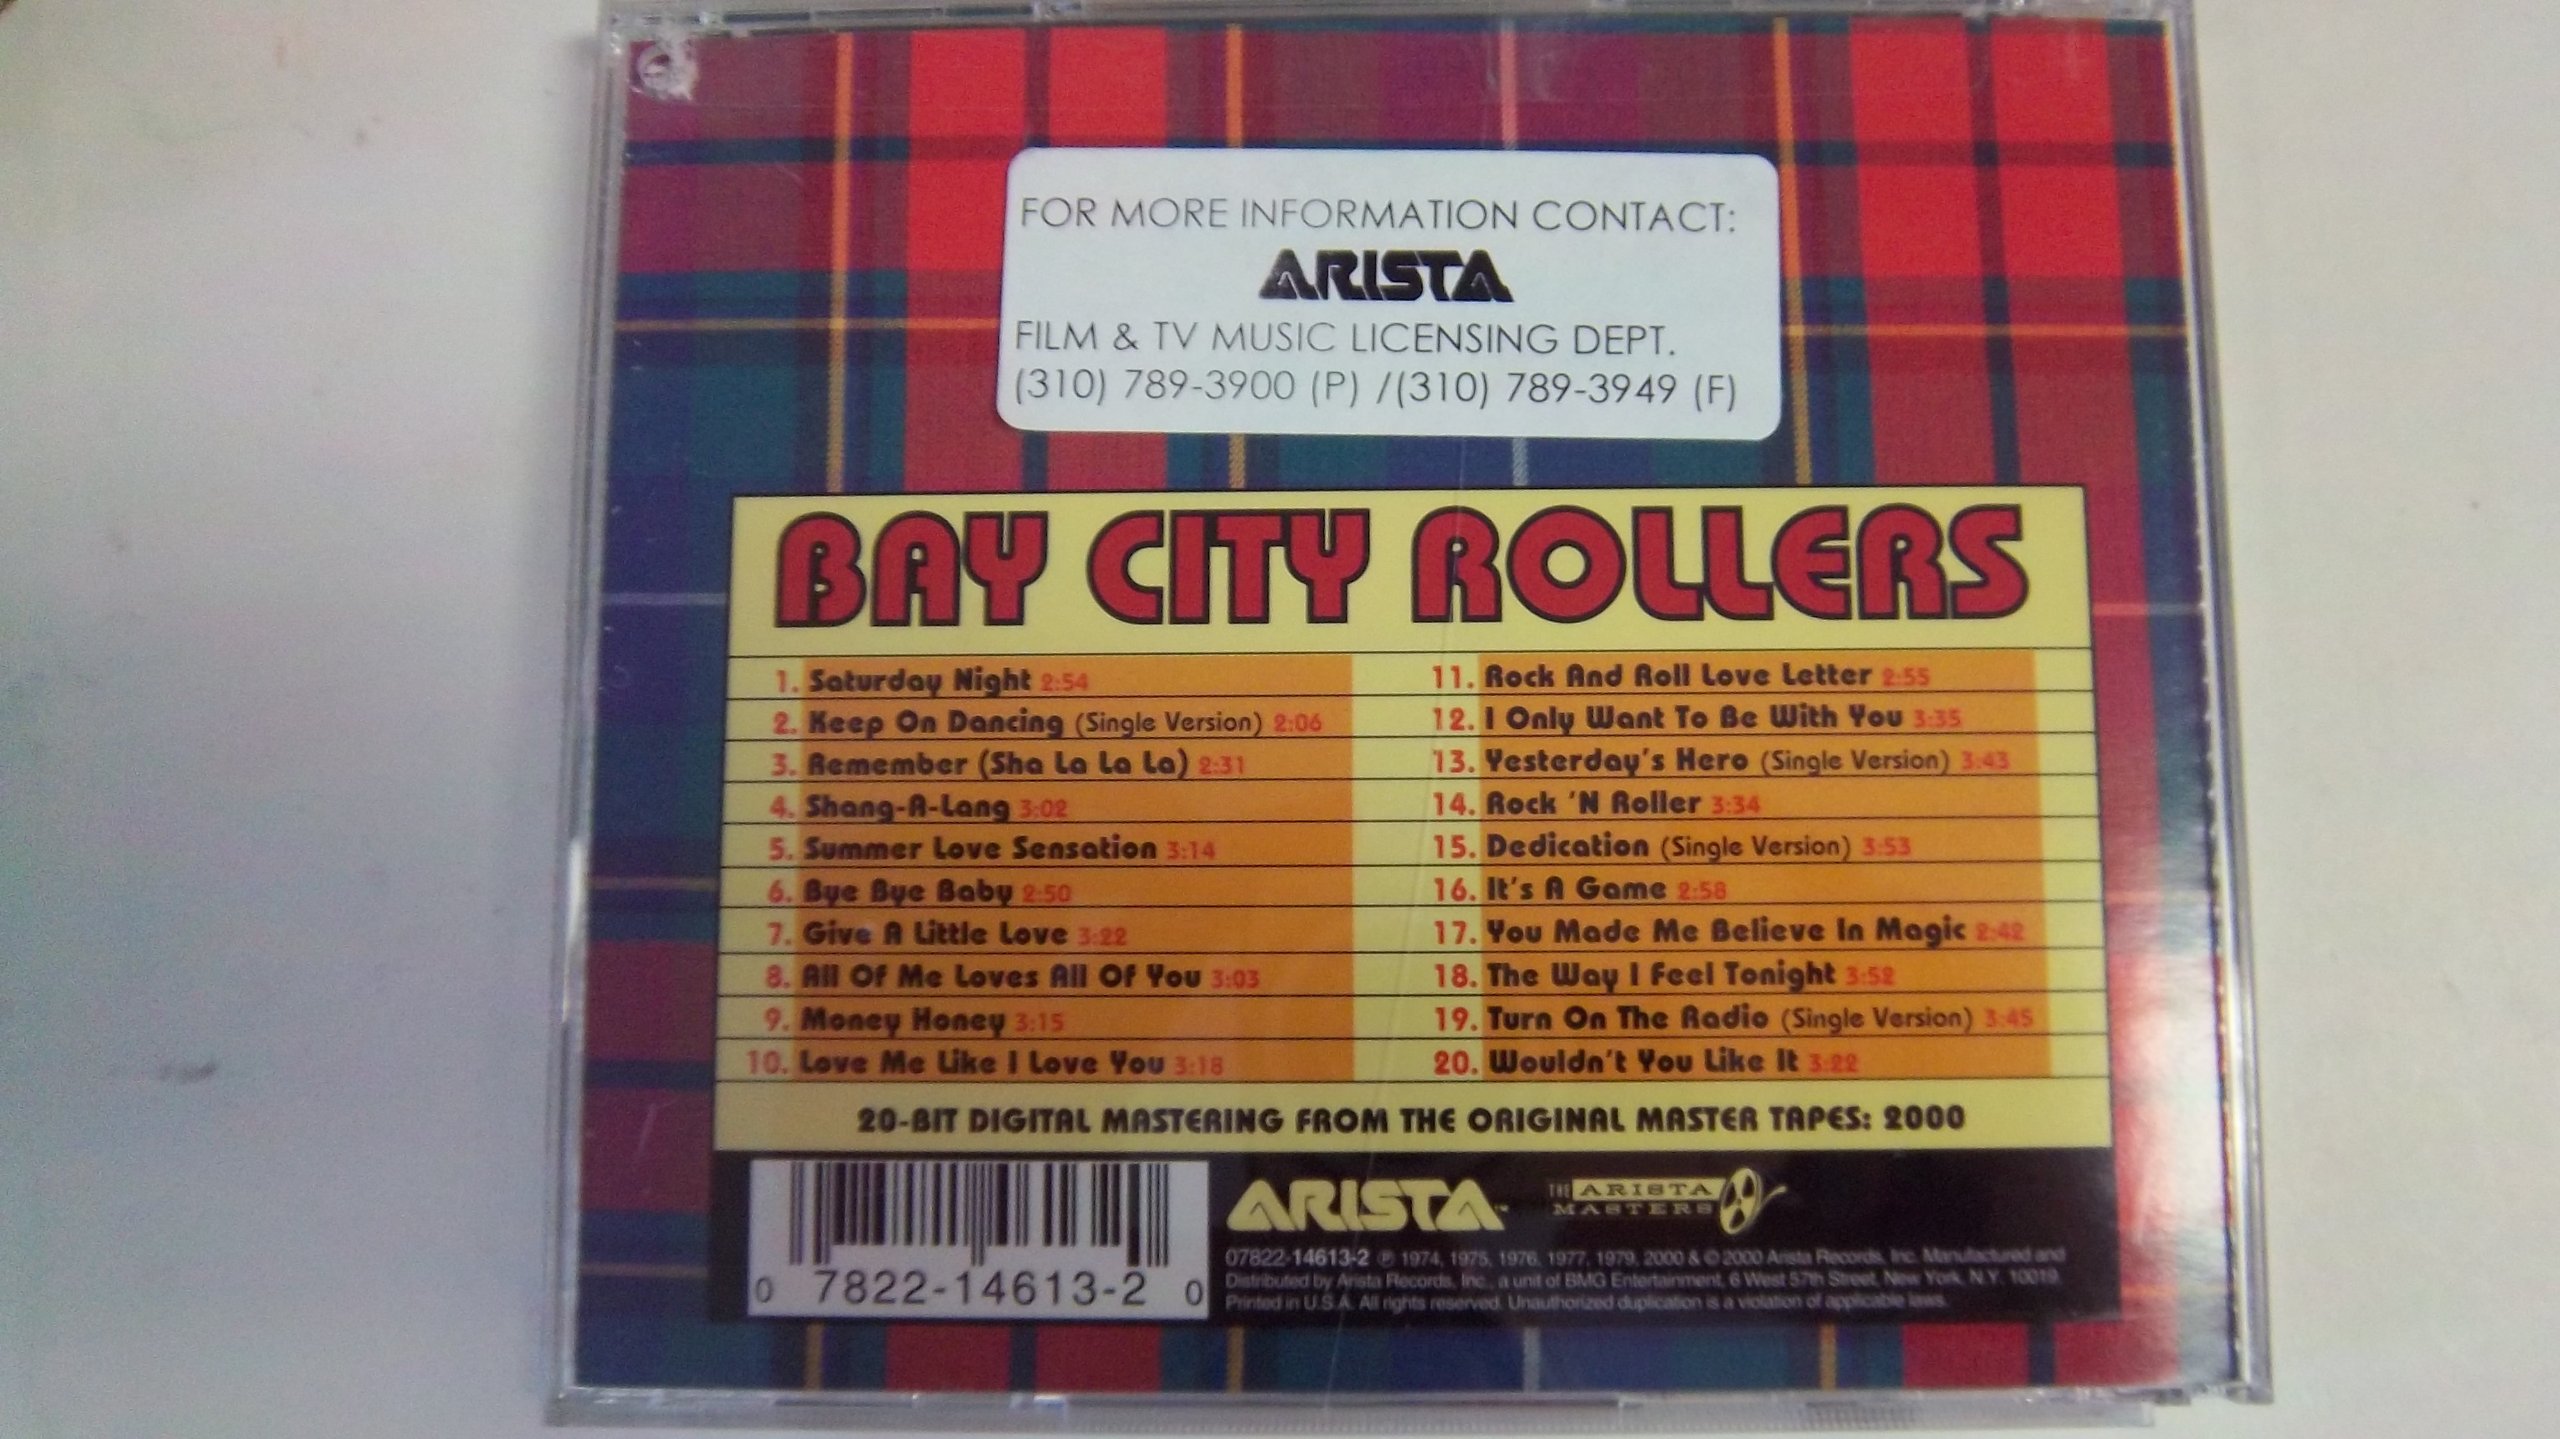 FOR MORE INFORMATION CONTACT:
ARISTA
FILM & TV MUSIC LICENSING DEPT.
(310) 789-3900 (P) /(310) 789-3949 (F)
BAY CITY ROLLERS
1. Saturday Night 2:54
2. Keep On Dancing (Single Version) 2:06
3. Remember (Sha La La La) 2:31
4. Shang-A-Lang 3:02
5. Summer Love Sensation 3:14
6. Bye Bye Baby 2:50
7. Give A Little Love 3:22
8. All Of Me Loves All Of You 3:03
9. Money Honey 3:15
10. Love Me Like I Love You 3:18
11. Rock And Roll Love Letter 2:55
12. I Only Want To Be With You 3:35
13. Yesterday's Hero (Single Version) 3:43
14. Rock 'N Roller 3:34
15. Dedication (Single Version) 3:53
16. It's A Game 2:58
17. You Made Me Believe In Magic 2:42
18. The Way I Feel Tonight 3:52
19. Turn On The Radio (Single Version) 3:45
20. Wouldn't You Like It 3:22
20-BIT DIGITAL MASTERING FROM THE ORIGINAL MASTER TAPES: 2000
0 7822-14613-2 0
ARISTA™
THE ARISTA
MASTERS
07822-14613-2 ℗ 1974, 1975, 1976, 1977, 1979, 2000 & © 2000 Arista Records, Inc. Manufactured and
Distributed by Arista Records, Inc., a unit of BMG Entertainment, 6 West 57th Street, New York, N.Y. 10019.
Printed in U.S.A. All rights reserved. Unauthorized duplication is a violation of applicable laws.